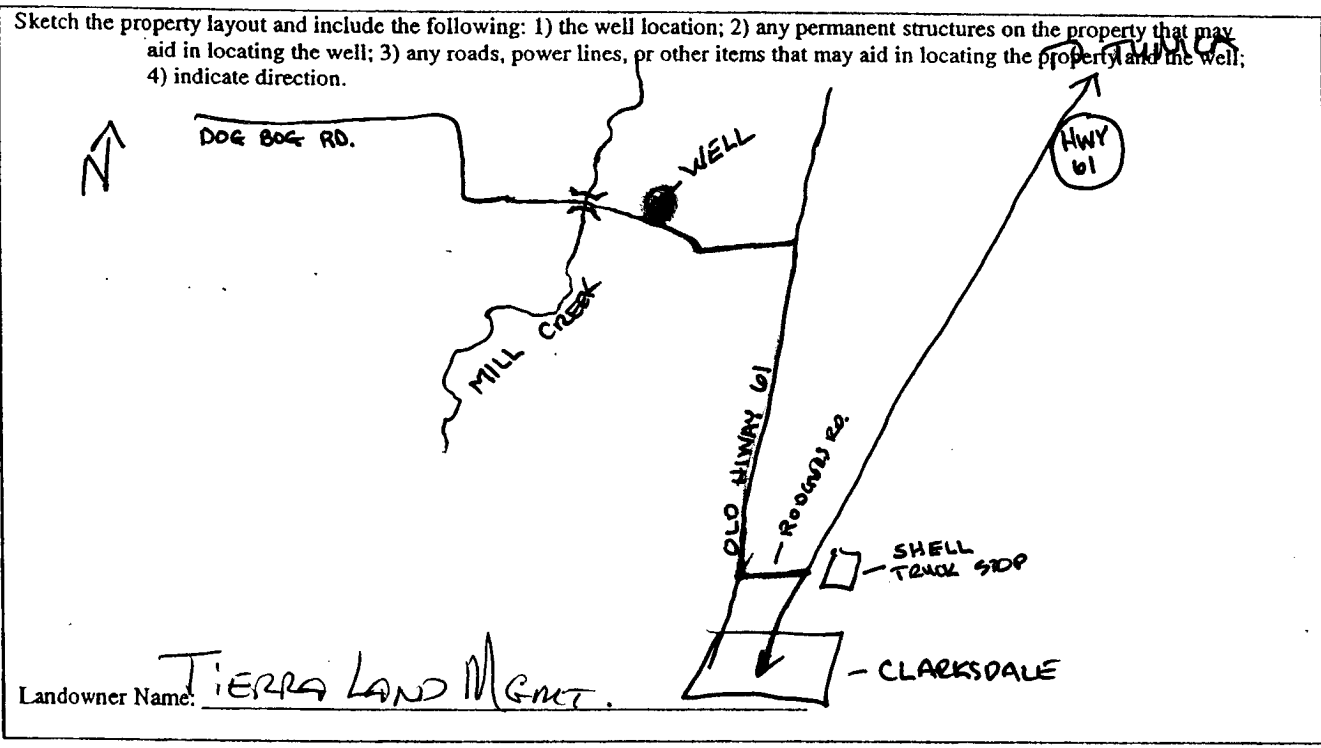 Sketch the property layout and include the following: 1) the well location; 2) any permanent structures on the property that may
aid in locating the well; 3) any roads, power lines, or other items that may aid in locating the property and the well;
4) indicate direction.
TO TUNICA
N
DOG BOG RD.
WELL
HWY
61
MILL CREEK
OLD HIWAY 61
RODGERS RD.
SHELL
TRUCK STOP
CLARKSDALE
Landowner Name: TIERRA LAND MGMT.